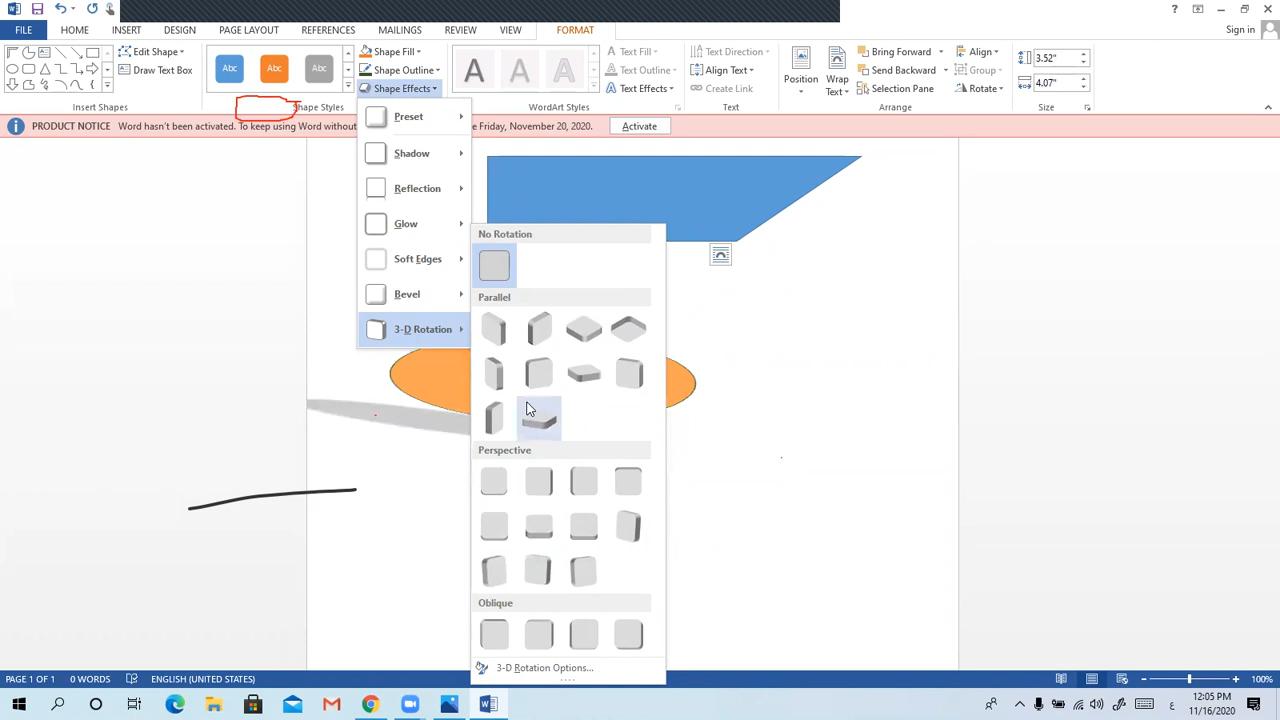 ? 
FILE HOME INSERT DESIGN PAGE LAYOUT REFERENCES MAILINGS REVIEW VIEW FORMAT Sign in
Edit Shape
Draw Text Box
Insert Shapes
Abc Abc Abc
Shape Styles
Shape Fill
Shape Outline
Shape Effects
A A A
WordArt Styles
Text Fill
Text Outline
Text Effects
Text Direction
Align Text
Create Link
Text
Position
Wrap Text
Bring Forward
Send Backward
Selection Pane
Align
Group
Rotate
Arrange
3.52"
4.07"
Size
PRODUCT NOTICE Word hasn't been activated. To keep using Word without
e Friday, November 20, 2020.
Activate
Preset
Shadow
Reflection
Glow
Soft Edges
Bevel
3-D Rotation
No Rotation
Parallel
Perspective
Oblique
3-D Rotation Options...
PAGE 1 OF 1 0 WORDS ENGLISH (UNITED STATES) 100%
12:05 PM
11/16/2020